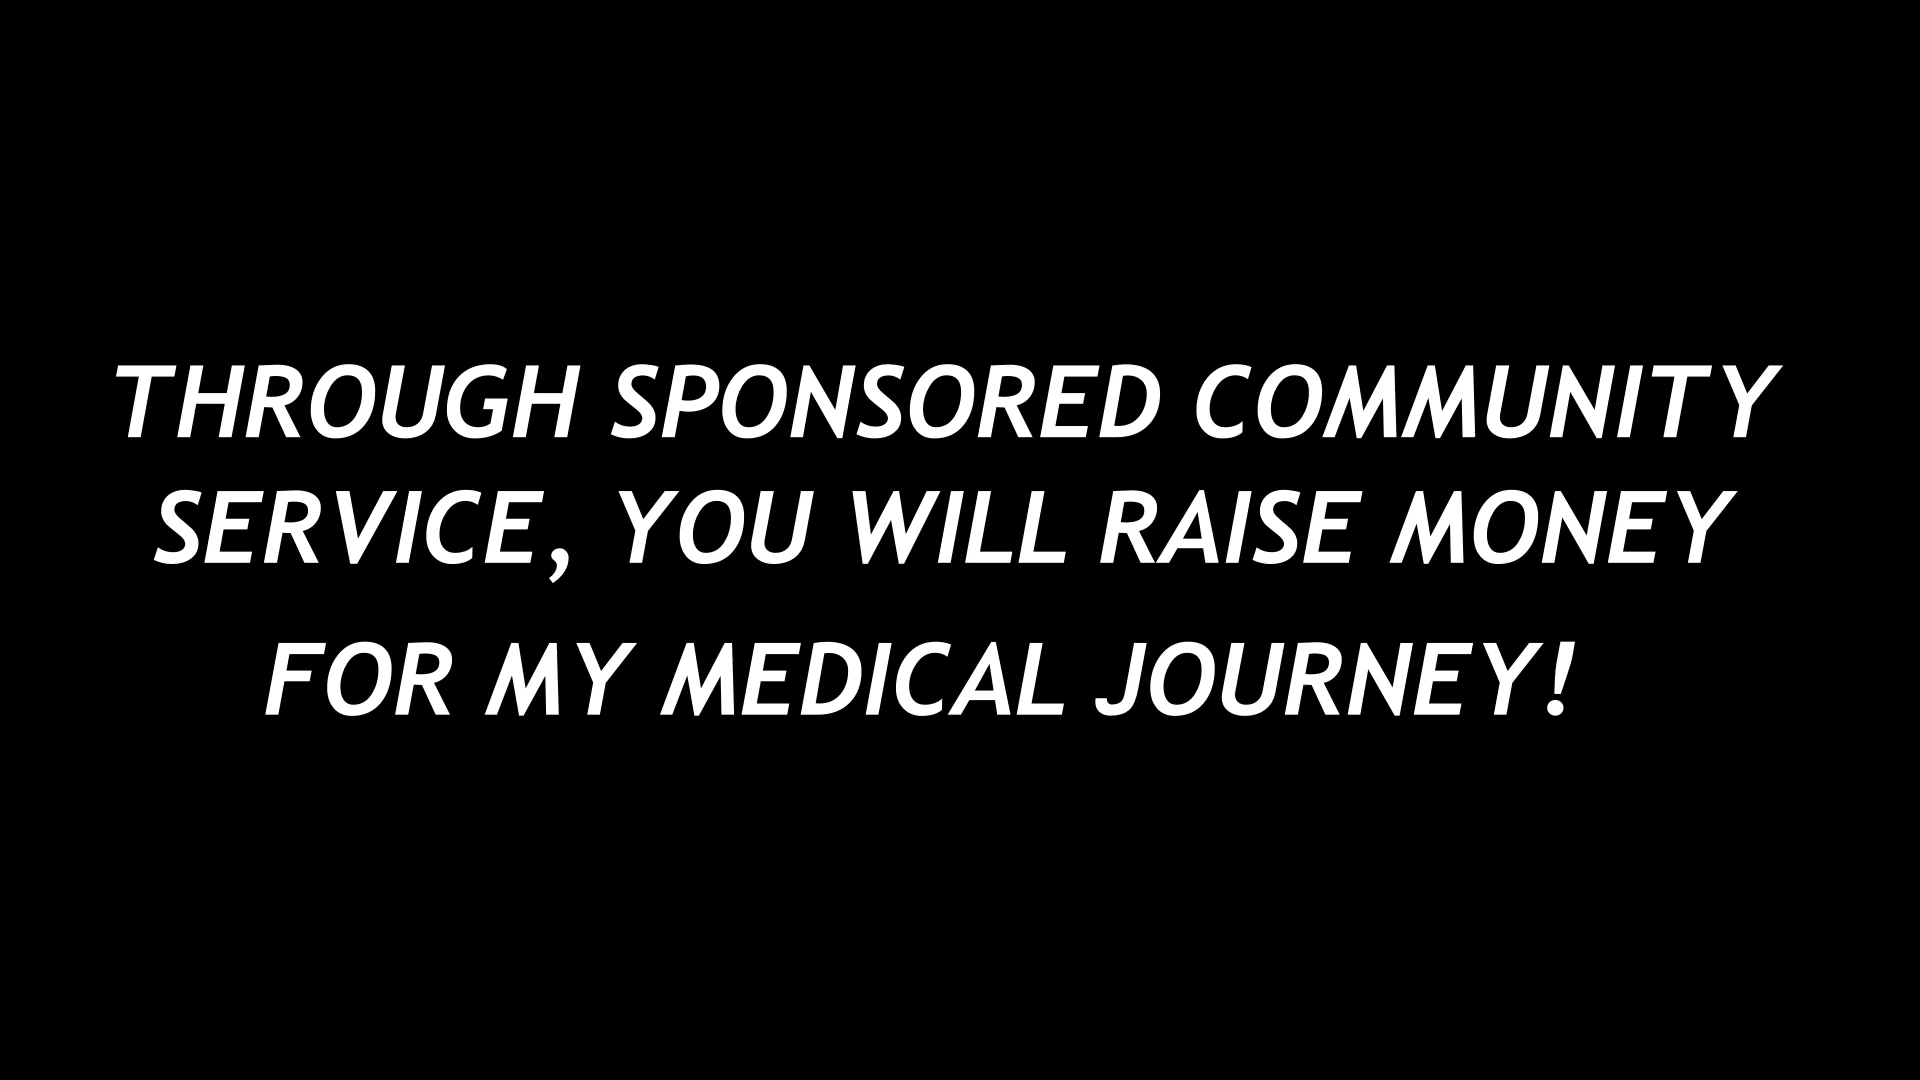 THROUGH SPONSORED COMMUNITY
SERVICE, YOU WILL RAISE MONEY
FOR MY MEDICAL JOURNEY!